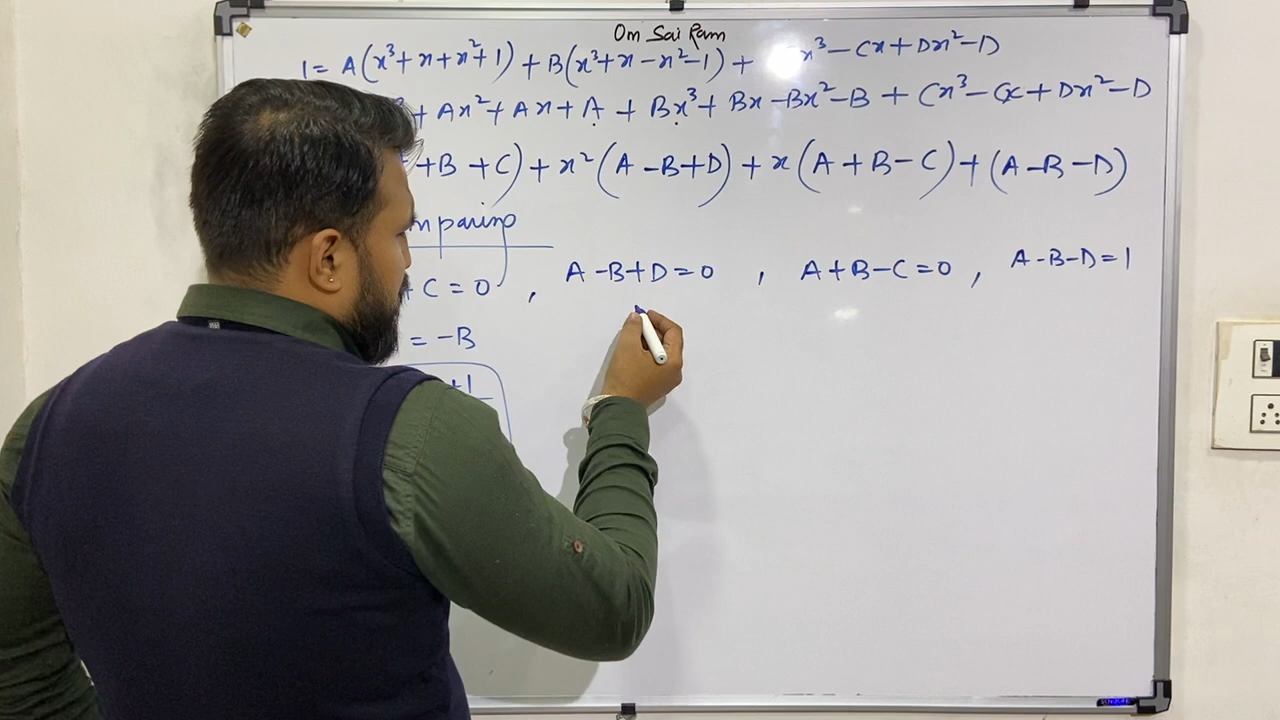 Om Sai Ram
1 = A(x³+x+x²+1) + B(x³+x-x²-1) + x³-Cx+Dx²-D
+ Ax² + Ax + A + Bx³ + Bx - Bx² - B + Cx³ - Cx + Dx² - D
+B +C) + x²(A-B+D) + x(A+B-C) + (A-B-D)
mparing
+ C = 0 , A-B+D=0 , A+B-C=0 , A-B-D=1
= -B
+1